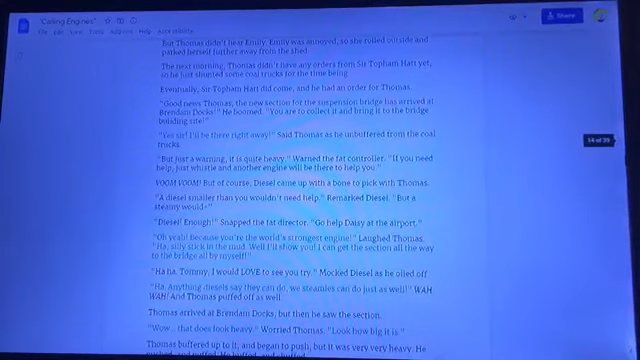 "Calling Engines"
File Edit View
Help
Share
But Thomas didn't hear Emily. Emily was annoyed, so she rolled outside and
parked herself further away from the shed.
The next morning, Thomas didn't have any orders from Sir Topham Hatt yet,
so he just shunted some coal trucks for the time being.
Eventually, Sir Topham Hatt did come, and he had an order for Thomas.
"Good news Thomas, the new section for the suspension bridge has arrived at
Brendam Docks!" He boomed. "You are to collect it and bring it to the bridge
building site!"
"Yes sir! I'll be there right away!" Said Thomas as he unbuffered from the coal
trucks.
14 of 39
"But just a warning, it is quite heavy." Warned the fat controller. "If you need
help, just whistle and another engine will be there to help you."
VOOM VOOM! But of course, Diesel came up with a bone to pick with Thomas.
"A diesel smaller than you wouldn't need help." Remarked Diesel. "But a
steamy would-"
"Diesel! Enough!" Snapped the fat director. "Go help Daisy at the airport."
"Oh yeah! Because you're the world's strongest engine!" Laughed Thomas.
"Ha, silly stick in the mud. Well I'll show you! I can get the section all the way
to the bridge all by myself!"
"Ha ha, Tommy, I would LOVE to see you try." Mocked Diesel as he oiled off.
"Ha. Anything diesels say they can do, we steamies can do just as well!" WAH
WAH! And Thomas puffed off as well.
Thomas arrived at Brendam Docks, but then he saw the section.
"Wow... that does look heavy." Worried Thomas. "Look how big it is."
Thomas buffered up to it, and began to push, but it was very very heavy. He
pushed, and puffed. He huffed, and